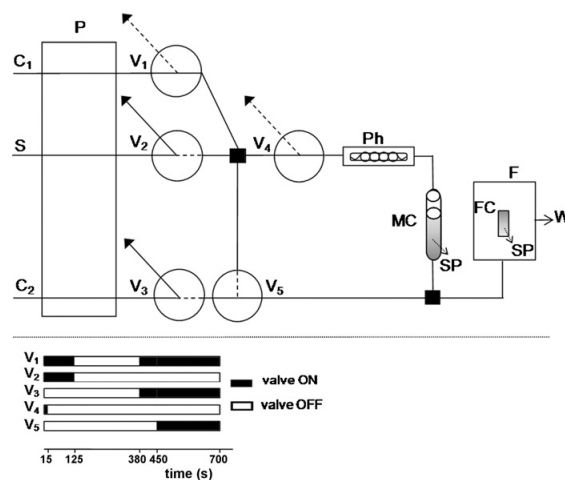 P
C1 V1
S V2 V4 Ph F
MC FC W
SP SP
C2 V3 V5
V1
V2 valve ON
V3
V4 valve OFF
V5
15 125 380 450 700
time (s)